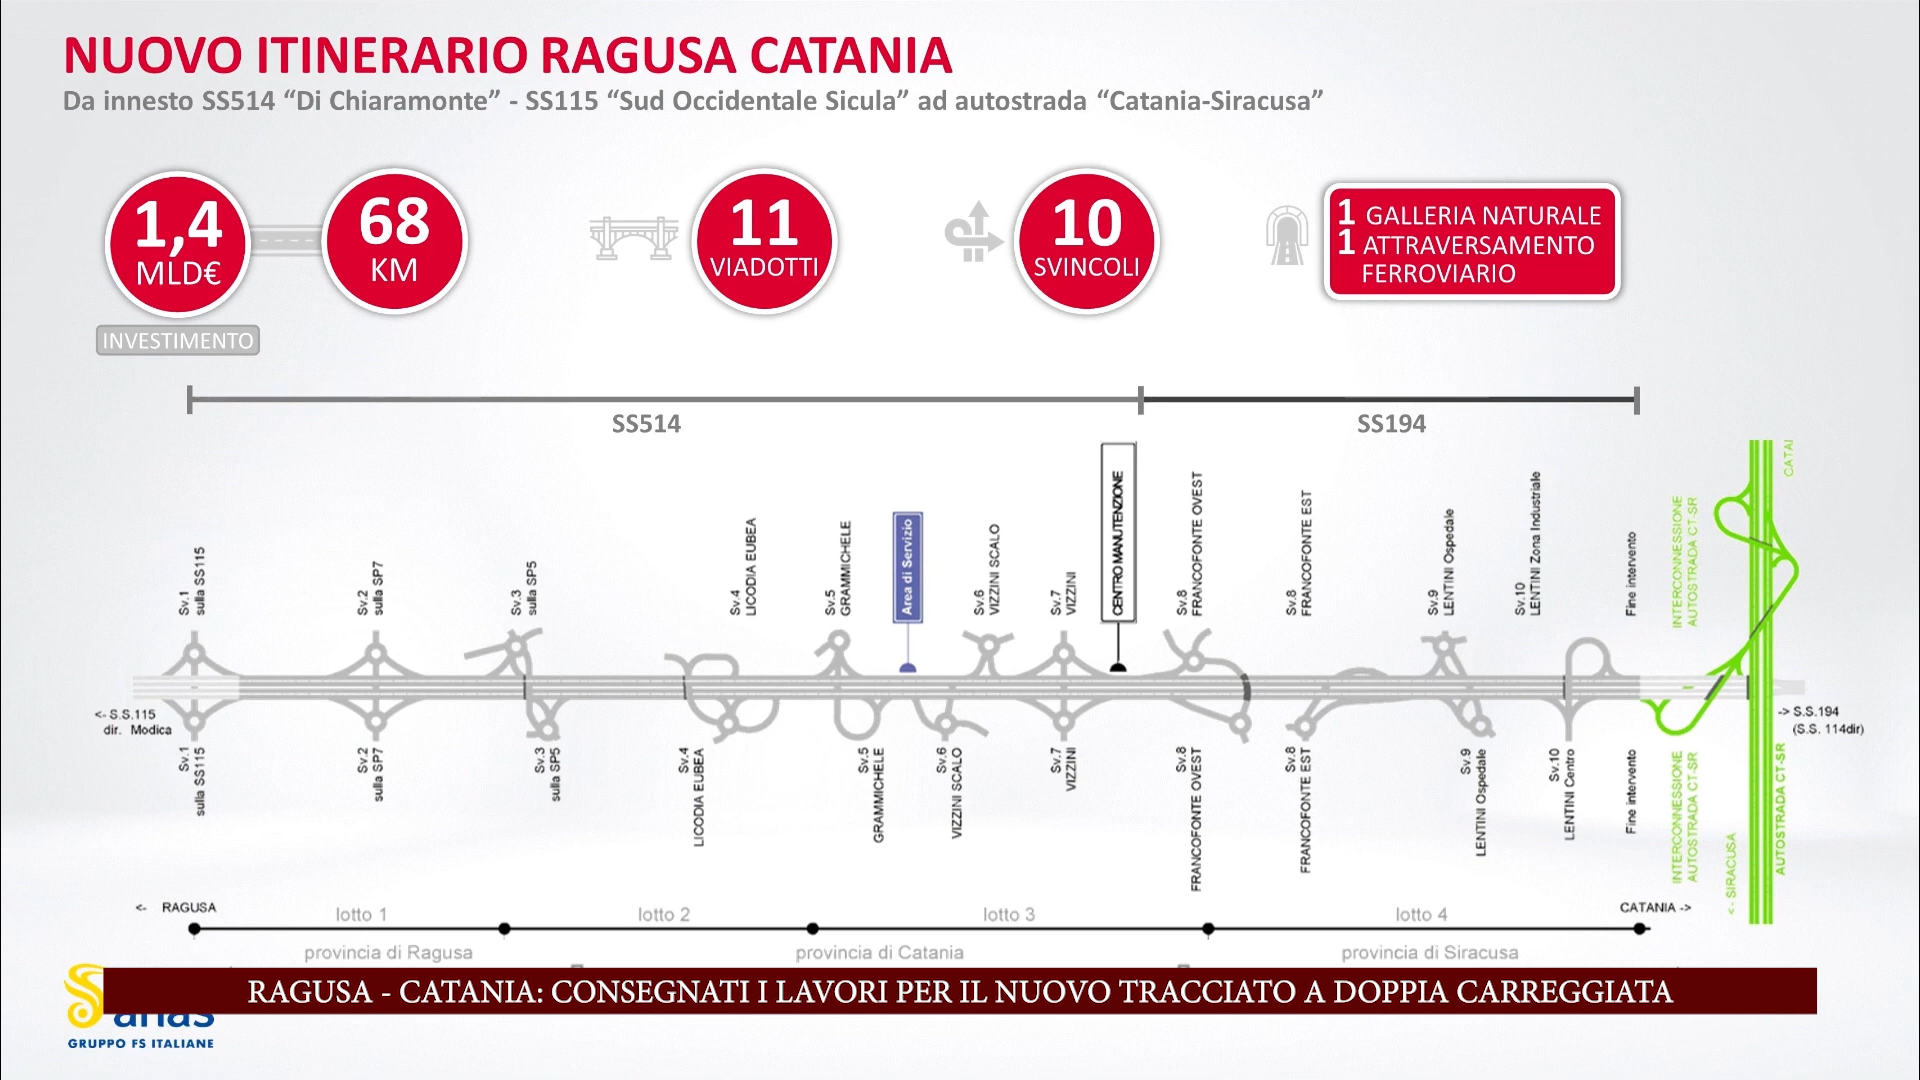 NUOVO ITINERARIO RAGUSA CATANIA
Da innesto SS514 “Di Chiaramonte” - SS115 “Sud Occidentale Sicula” ad autostrada “Catania-Siracusa”
1,4
MLD€
INVESTIMENTO
68
KM
11
VIADOTTI
10
SVINCOLI
1 GALLERIA NATURALE
1 ATTRAVERSAMENTO
FERROVIARIO
SS514
SS194
Sv.1
sulla SS115
Sv.2
sulla SP7
Sv.3
sulla SP5
Sv.4
LICODIA EUBEA
Sv.5
GRAMMICHELE
Area di Servizio
Sv.6
VIZZINI SCALO
Sv.7
VIZZINI
CENTRO MANUTENZIONE
Sv.8
FRANCOFONTE OVEST
Sv.8
FRANCOFONTE EST
Sv.9
LENTINI Ospedale
Sv.10
LENTINI Zona Industriale
Fine intervento
INTERCONNESSIONE
AUTOSTRADA CT-SR
CATAI
<- S.S.115
dir. Modica
-> S.S.194
(S.S. 114dir)
Sv.1
sulla SS115
Sv.2
sulla SP7
Sv.3
sulla SP5
Sv.4
LICODIA EUBEA
Sv.5
GRAMMICHELE
Sv.6
VIZZINI SCALO
Sv.7
VIZZINI
Sv.8
FRANCOFONTE OVEST
Sv.8
FRANCOFONTE EST
Sv.9
LENTINI Ospedale
Sv.10
LENTINI Centro
Fine intervento
INTERCONNESSIONE
AUTOSTRADA CT-SR
<- SIRACUSA
AUTOSTRADA CT-SR
<- RAGUSA
CATANIA ->
lotto 1
lotto 2
lotto 3
lotto 4
provincia di Ragusa
provincia di Catania
provincia di Siracusa
RAGUSA - CATANIA: CONSEGNATI I LAVORI PER IL NUOVO TRACCIATO A DOPPIA CARREGGIATA
anas
GRUPPO FS ITALIANE